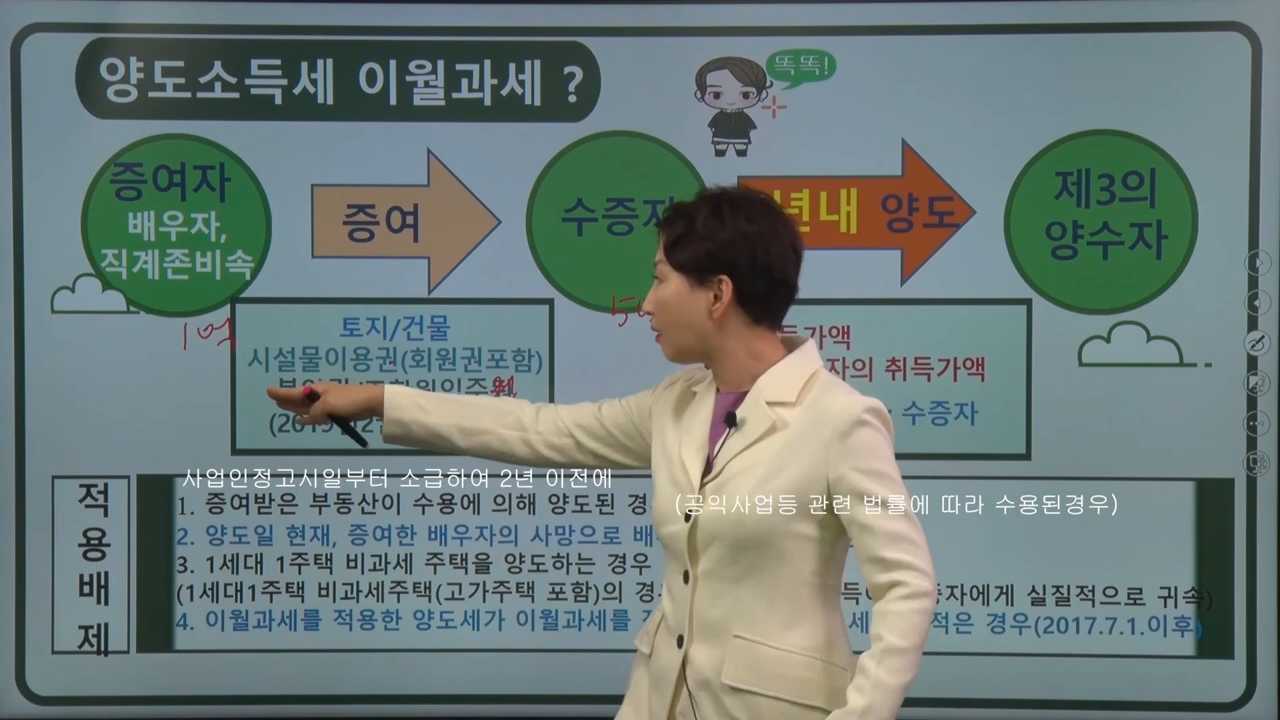 양도소득세 이월과세 ?
똑똑!
증여자
배우자,
직계존비속
증여
수증자
년내 양도
제3의
양수자
1억
토지/건물
시설물이용권(회원권포함)
득가액
자의 취득가액
수증자
사업인정고시일부터 소급하여 2년 이전에
(공익사업등 관련 법률에 따라 수용된경우)
적용배제
1. 증여받은 부동산이 수용에 의해 양도된 경
2. 양도일 현재, 증여한 배우자의 사망으로 배
3. 1세대 1주택 비과세 주택을 양도하는 경우
(1세대1주택 비과세주택(고가주택 포함)의 경 자에게 실질적으로 귀속)
4. 이월과세를 적용한 양도세가 이월과세를 적은 경우(2017.7.1.이후)